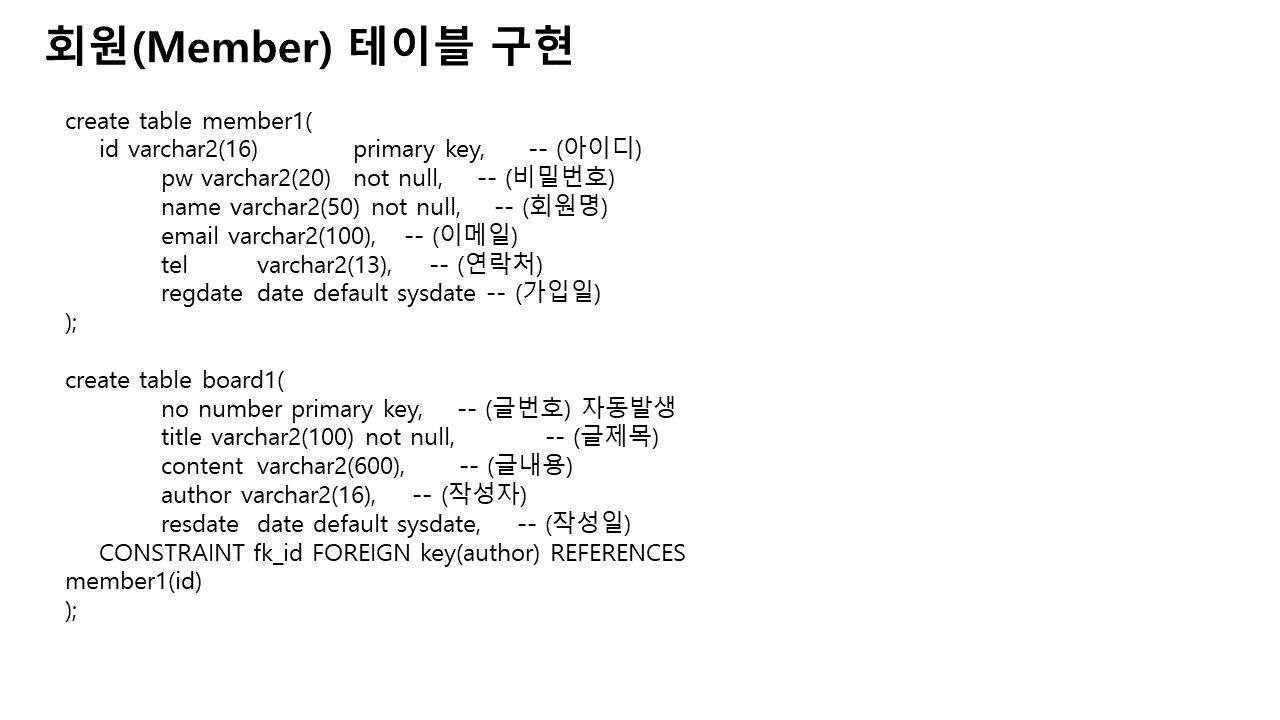 회원(Member) 테이블 구현
create table member1(
id varchar2(16) primary key, -- (아이디)
pw varchar2(20) not null, -- (비밀번호)
name varchar2(50) not null, -- (회원명)
email varchar2(100), -- (이메일)
tel varchar2(13), -- (연락처)
regdate date default sysdate -- (가입일)
);
create table board1(
no number primary key, -- (글번호) 자동발생
title varchar2(100) not null, -- (글제목)
content varchar2(600), -- (글내용)
author varchar2(16), -- (작성자)
resdate date default sysdate, -- (작성일)
CONSTRAINT fk_id FOREIGN key(author) REFERENCES
member1(id)
);